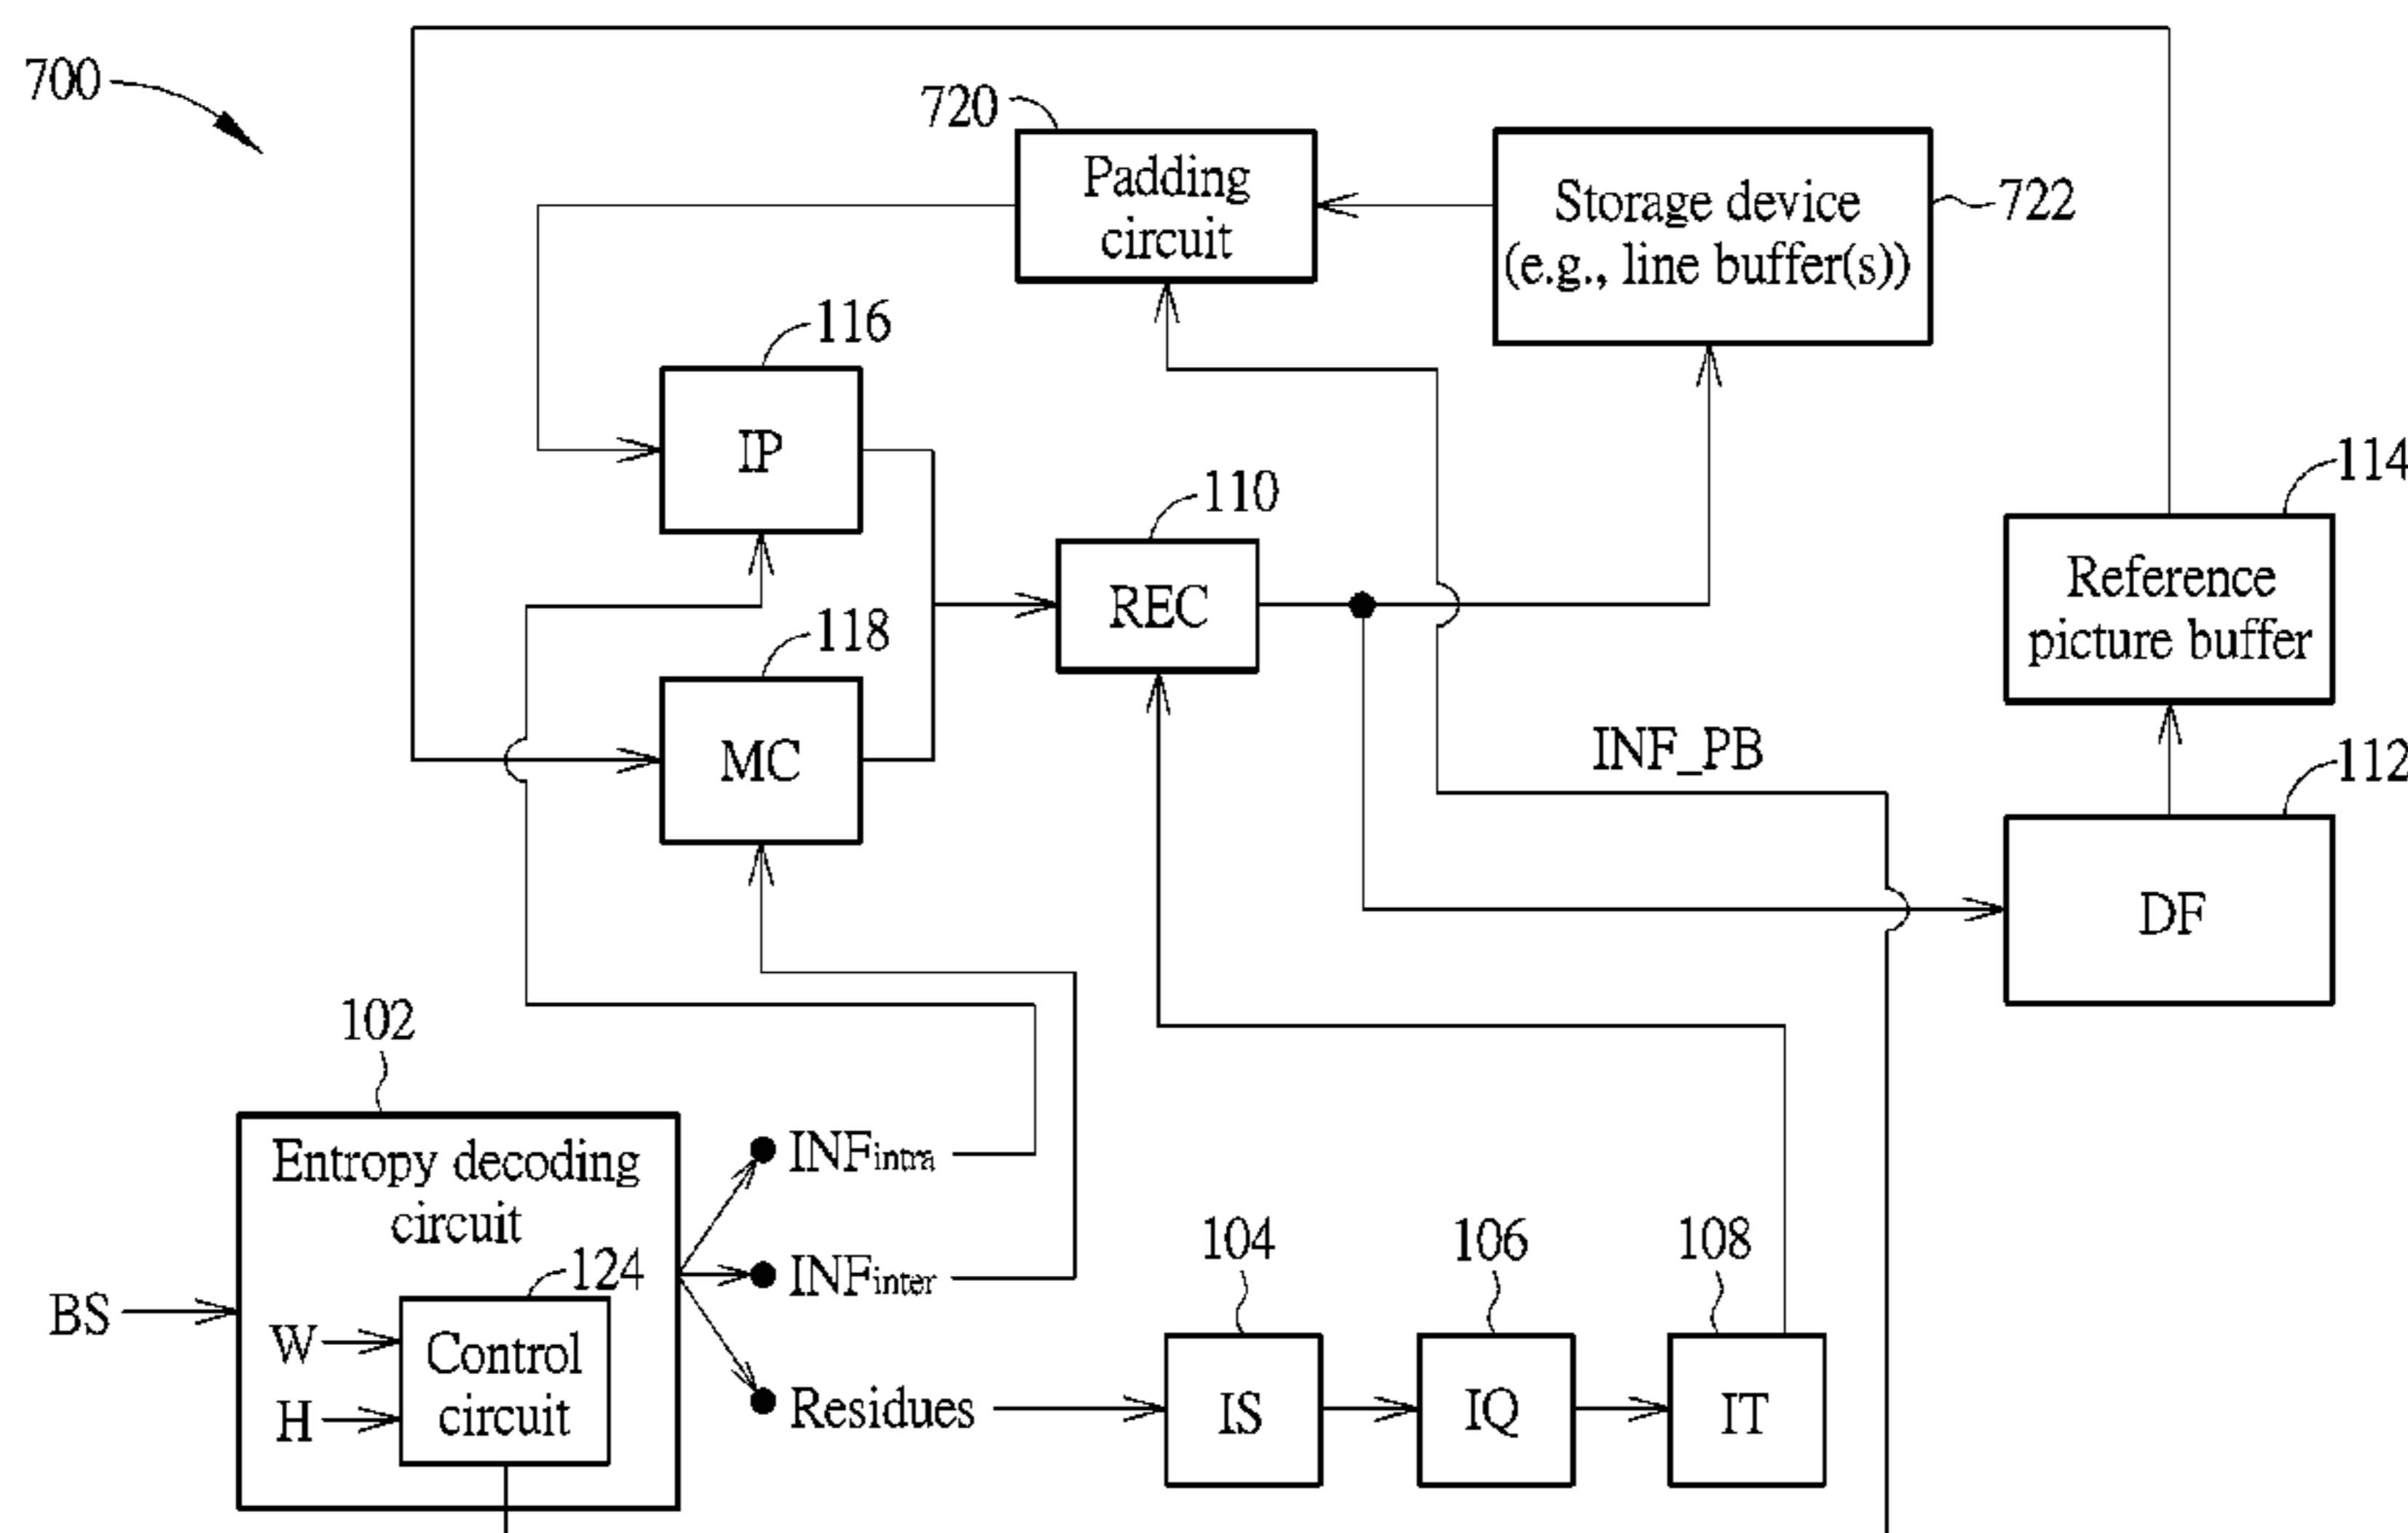 700
720
Padding
circuit
Storage device
(e.g., line buffer(s))
722
116
IP
110
REC
114
Reference
picture buffer
118
MC
INF_PB
112
DF
102
Entropy decoding
circuit
INFintra
124
INFinter
104
106
108
BS
W
H
Control
circuit
Residues
IS
IQ
IT